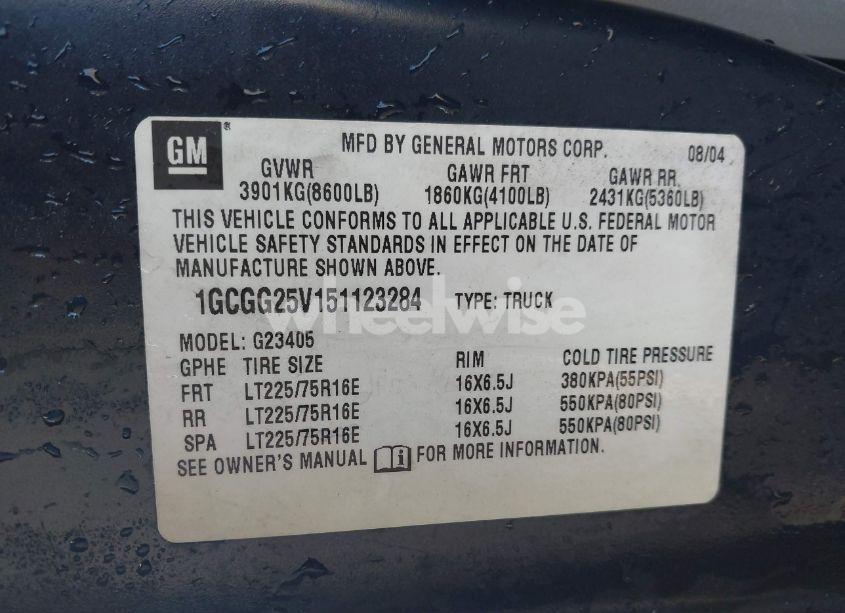 GM®
MFD BY GENERAL MOTORS CORP. 08/04
GVWR GAWR FRT GAWR RR.
3901KG(8600LB) 1860KG(4100LB) 2431KG(5360LB)
THIS VEHICLE CONFORMS TO ALL APPLICABLE U.S. FEDERAL MOTOR
VEHICLE SAFETY STANDARDS IN EFFECT ON THE DATE OF
MANUFACTURE SHOWN ABOVE.
1GCGG25V151123284 TYPE: TRUCK
wheelwise
MODEL: G23405
GPHE TIRE SIZE RIM COLD TIRE PRESSURE
FRT LT225/75R16E 16X6.5J 380KPA(55PSI)
RR LT225/75R16E 16X6.5J 550KPA(80PSI)
SPA LT225/75R16E 16X6.5J 550KPA(80PSI)
SEE OWNER'S MANUAL i FOR MORE INFORMATION.